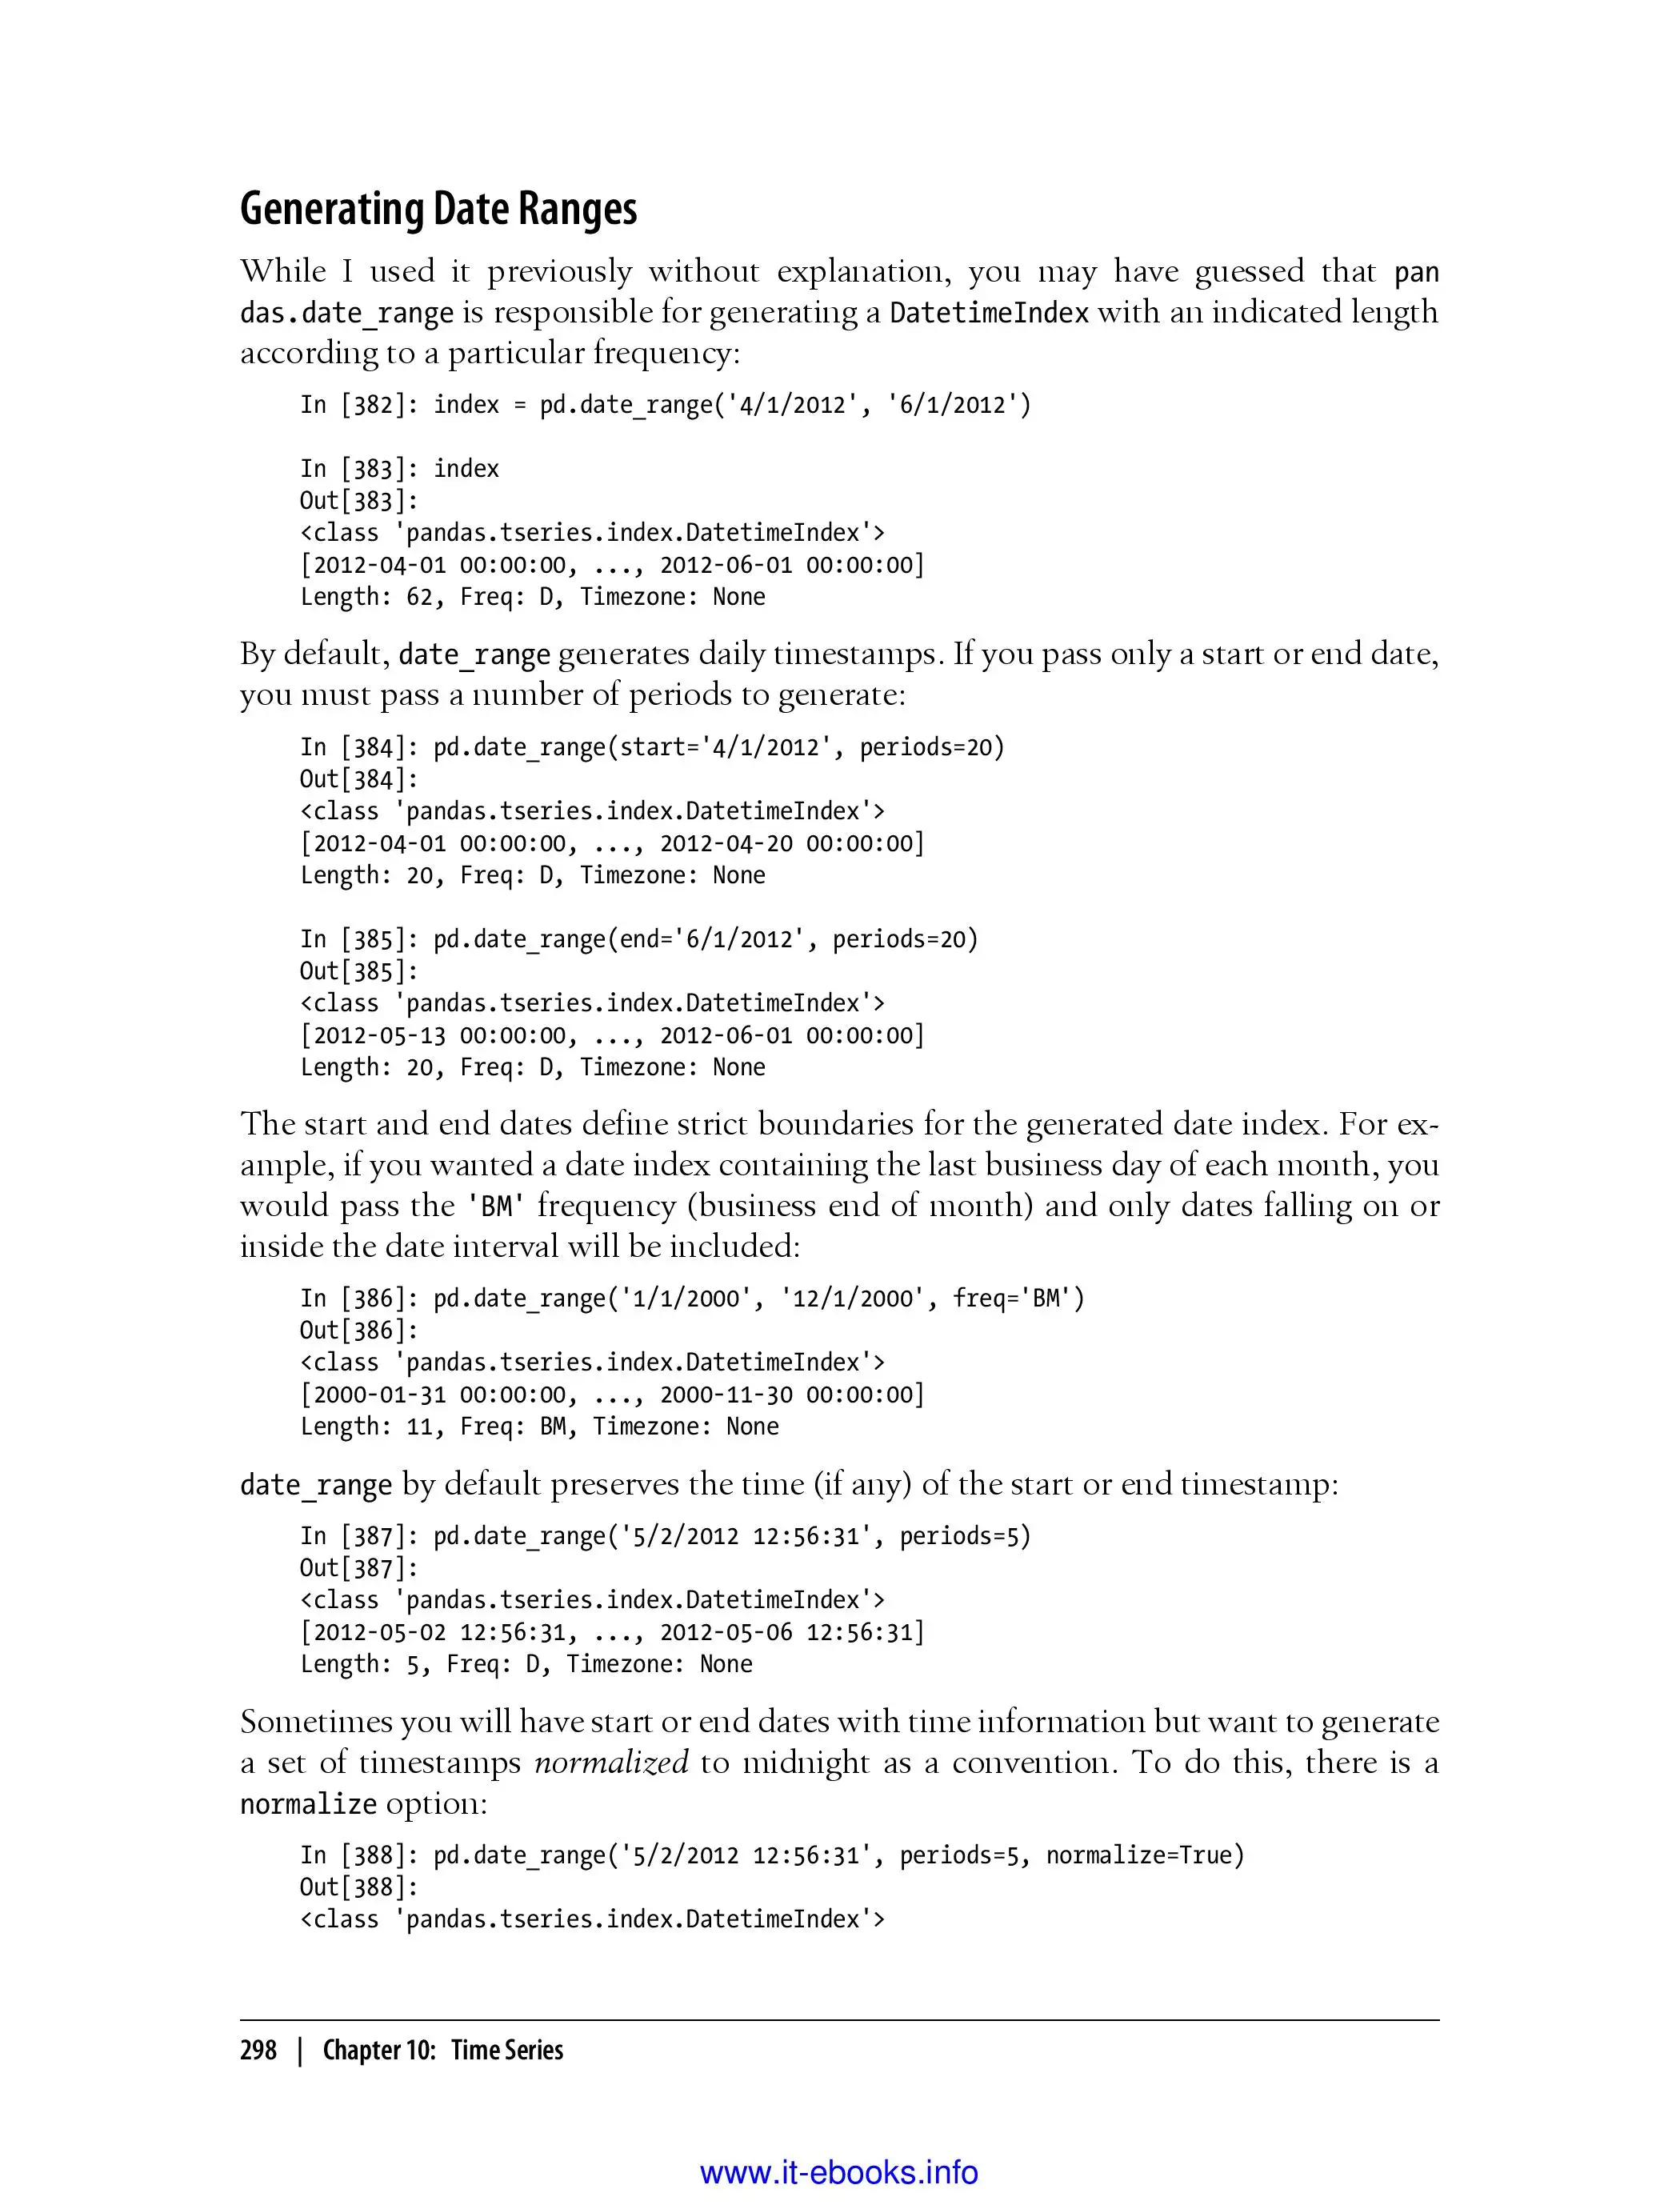 Generating Date Ranges
While I used it previously without explanation, you may have guessed that pan
das.date_range is responsible for generating a DatetimeIndex with an indicated length
according to a particular frequency:
In [382]: index = pd.date_range('4/1/2012', '6/1/2012')
In [383]: index
Out[383]:
<class 'pandas.tseries.index.DatetimeIndex'>
[2012-04-01 00:00:00, ..., 2012-06-01 00:00:00]
Length: 62, Freq: D, Timezone: None
By default, date_range generates daily timestamps. If you pass only a start or end date,
you must pass a number of periods to generate:
In [384]: pd.date_range(start='4/1/2012', periods=20)
Out[384]:
<class 'pandas.tseries.index.DatetimeIndex'>
[2012-04-01 00:00:00, ..., 2012-04-20 00:00:00]
Length: 20, Freq: D, Timezone: None
In [385]: pd.date_range(end='6/1/2012', periods=20)
Out[385]:
<class 'pandas.tseries.index.DatetimeIndex'>
[2012-05-13 00:00:00, ..., 2012-06-01 00:00:00]
Length: 20, Freq: D, Timezone: None
The start and end dates define strict boundaries for the generated date index. For ex-
ample, if you wanted a date index containing the last business day of each month, you
would pass the 'BM' frequency (business end of month) and only dates falling on or
inside the date interval will be included:
In [386]: pd.date_range('1/1/2000', '12/1/2000', freq='BM')
Out[386]:
<class 'pandas.tseries.index.DatetimeIndex'>
[2000-01-31 00:00:00, ..., 2000-11-30 00:00:00]
Length: 11, Freq: BM, Timezone: None
date_range by default preserves the time (if any) of the start or end timestamp:
In [387]: pd.date_range('5/2/2012 12:56:31', periods=5)
Out[387]:
<class 'pandas.tseries.index.DatetimeIndex'>
[2012-05-02 12:56:31, ..., 2012-05-06 12:56:31]
Length: 5, Freq: D, Timezone: None
Sometimes you will have start or end dates with time information but want to generate
a set of timestamps normalized to midnight as a convention. To do this, there is a
normalize option:
In [388]: pd.date_range('5/2/2012 12:56:31', periods=5, normalize=True)
Out[388]:
<class 'pandas.tseries.index.DatetimeIndex'>
298 | Chapter 10: Time Series
www.it-ebooks.info